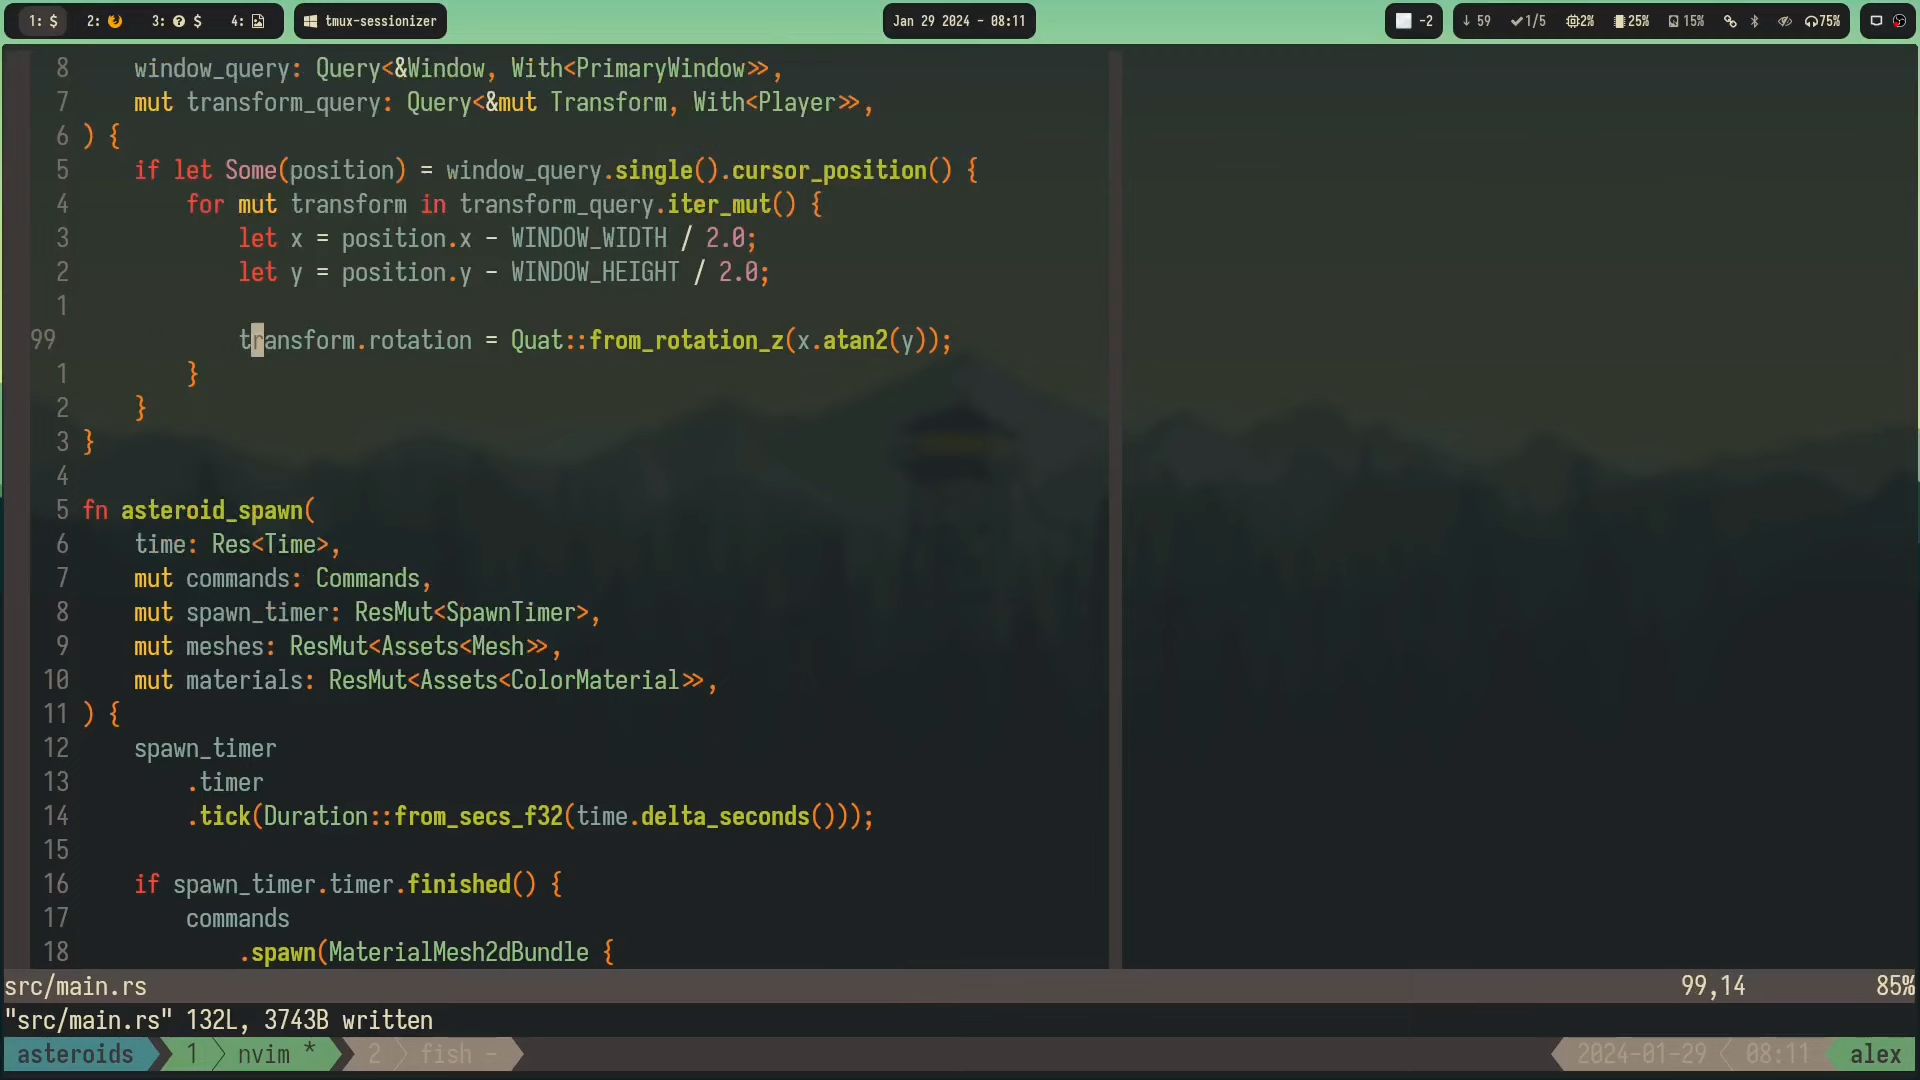 1: $ 2: 3: $ 4: tmux-sessionizer Jan 29 2024 - 08:11 -2 ↓ 59 ✓1/5 2% 25% 15% 75%
8 window_query: Query<&Window, With<PrimaryWindow>>,
7 mut transform_query: Query<&mut Transform, With<Player>>,
6 ) {
5 if let Some(position) = window_query.single().cursor_position() {
4 for mut transform in transform_query.iter_mut() {
3 let x = position.x - WINDOW_WIDTH / 2.0;
2 let y = position.y - WINDOW_HEIGHT / 2.0;
1
99 transform.rotation = Quat::from_rotation_z(x.atan2(y));
1 }
2 }
3 }
4
5 fn asteroid_spawn(
6 time: Res<Time>,
7 mut commands: Commands,
8 mut spawn_timer: ResMut<SpawnTimer>,
9 mut meshes: ResMut<Assets<Mesh>>,
10 mut materials: ResMut<Assets<ColorMaterial>>,
11 ) {
12 spawn_timer
13 .timer
14 .tick(Duration::from_secs_f32(time.delta_seconds()));
15
16 if spawn_timer.timer.finished() {
17 commands
18 .spawn(MaterialMesh2dBundle {
src/main.rs 99,14 85%
"src/main.rs" 132L, 3743B written
asteroids 1 nvim * 2 fish - 2024-01-29 08:11 alex